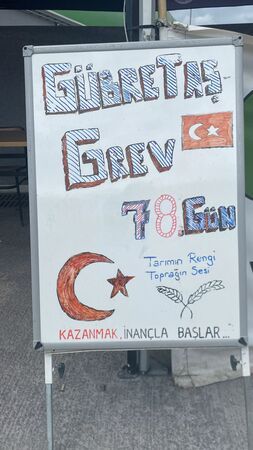 GÜBRETAŞ
GREV
78.GÜN
Tarımın Rengi
Toprağın Sesi
KAZANMAK, İNANÇLA BAŞLAR...